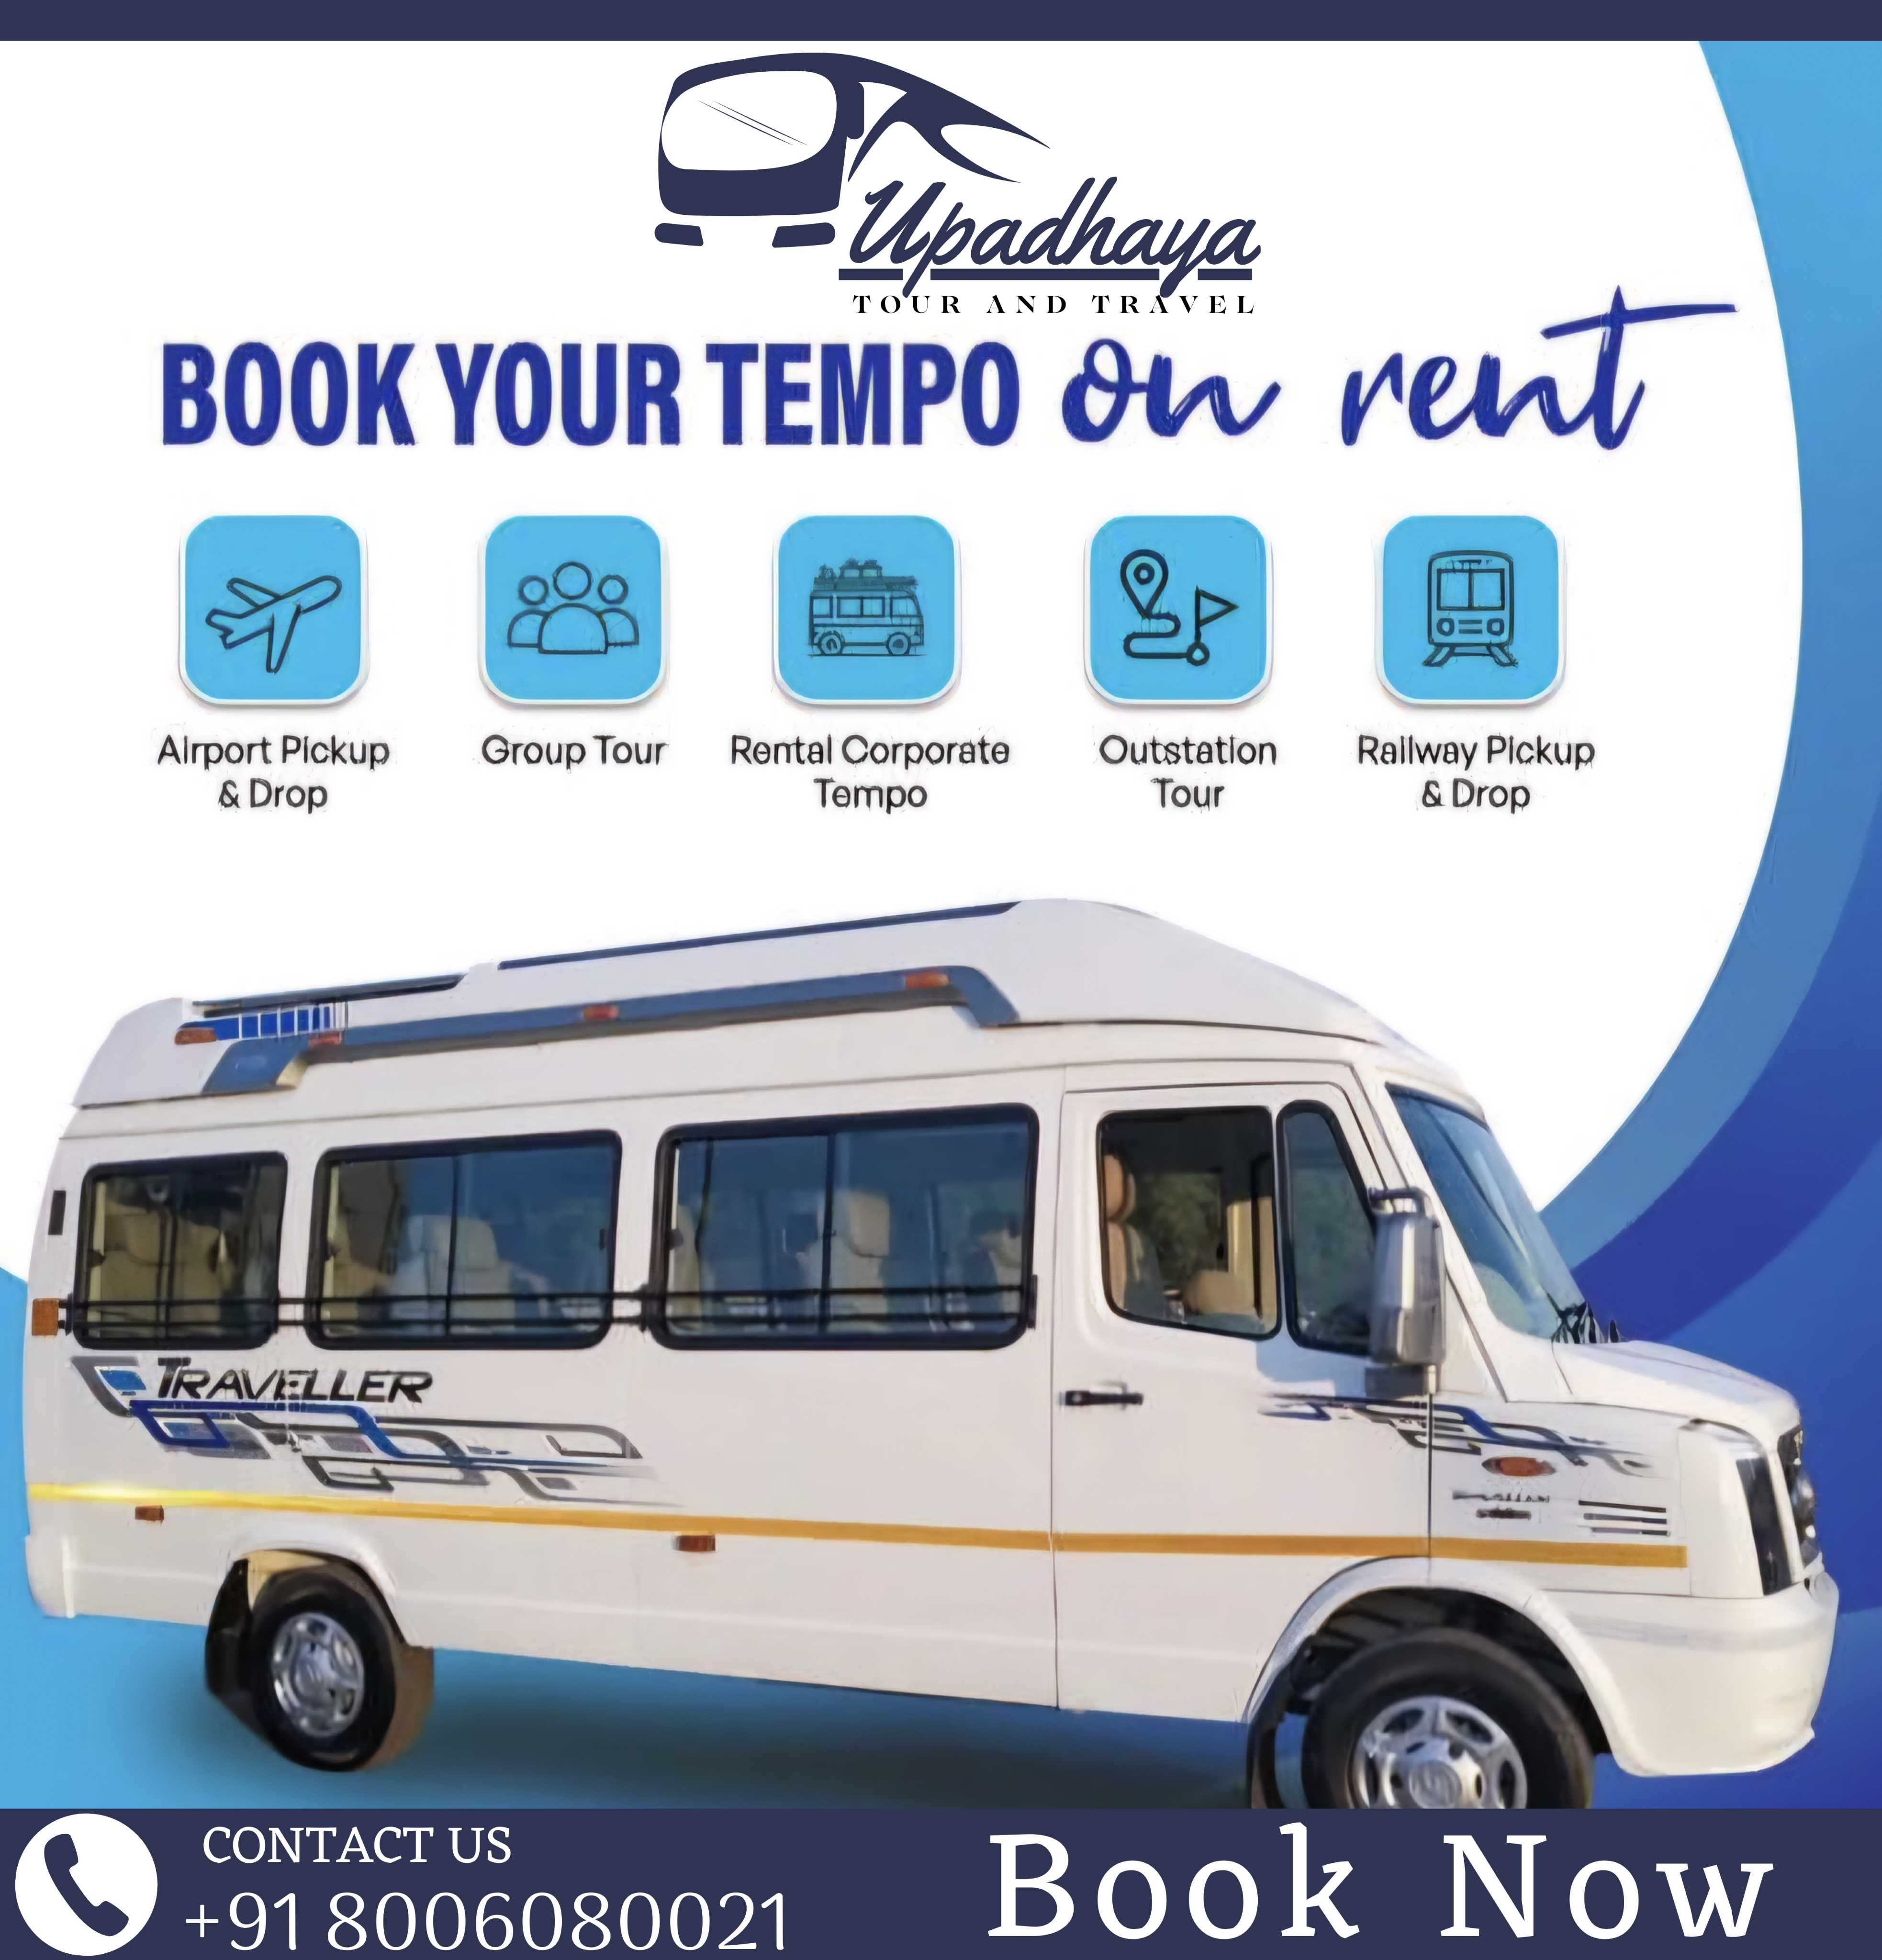 Upadhaya
TOUR AND TRAVEL
BOOK YOUR TEMPO on rent
Airport Pickup
& Drop
Group Tour
Rental Corporate
Tempo
Outstation
Tour
Railway Pickup
& Drop
TRAVELLER
CONTACT US
+91 8006080021
Book Now